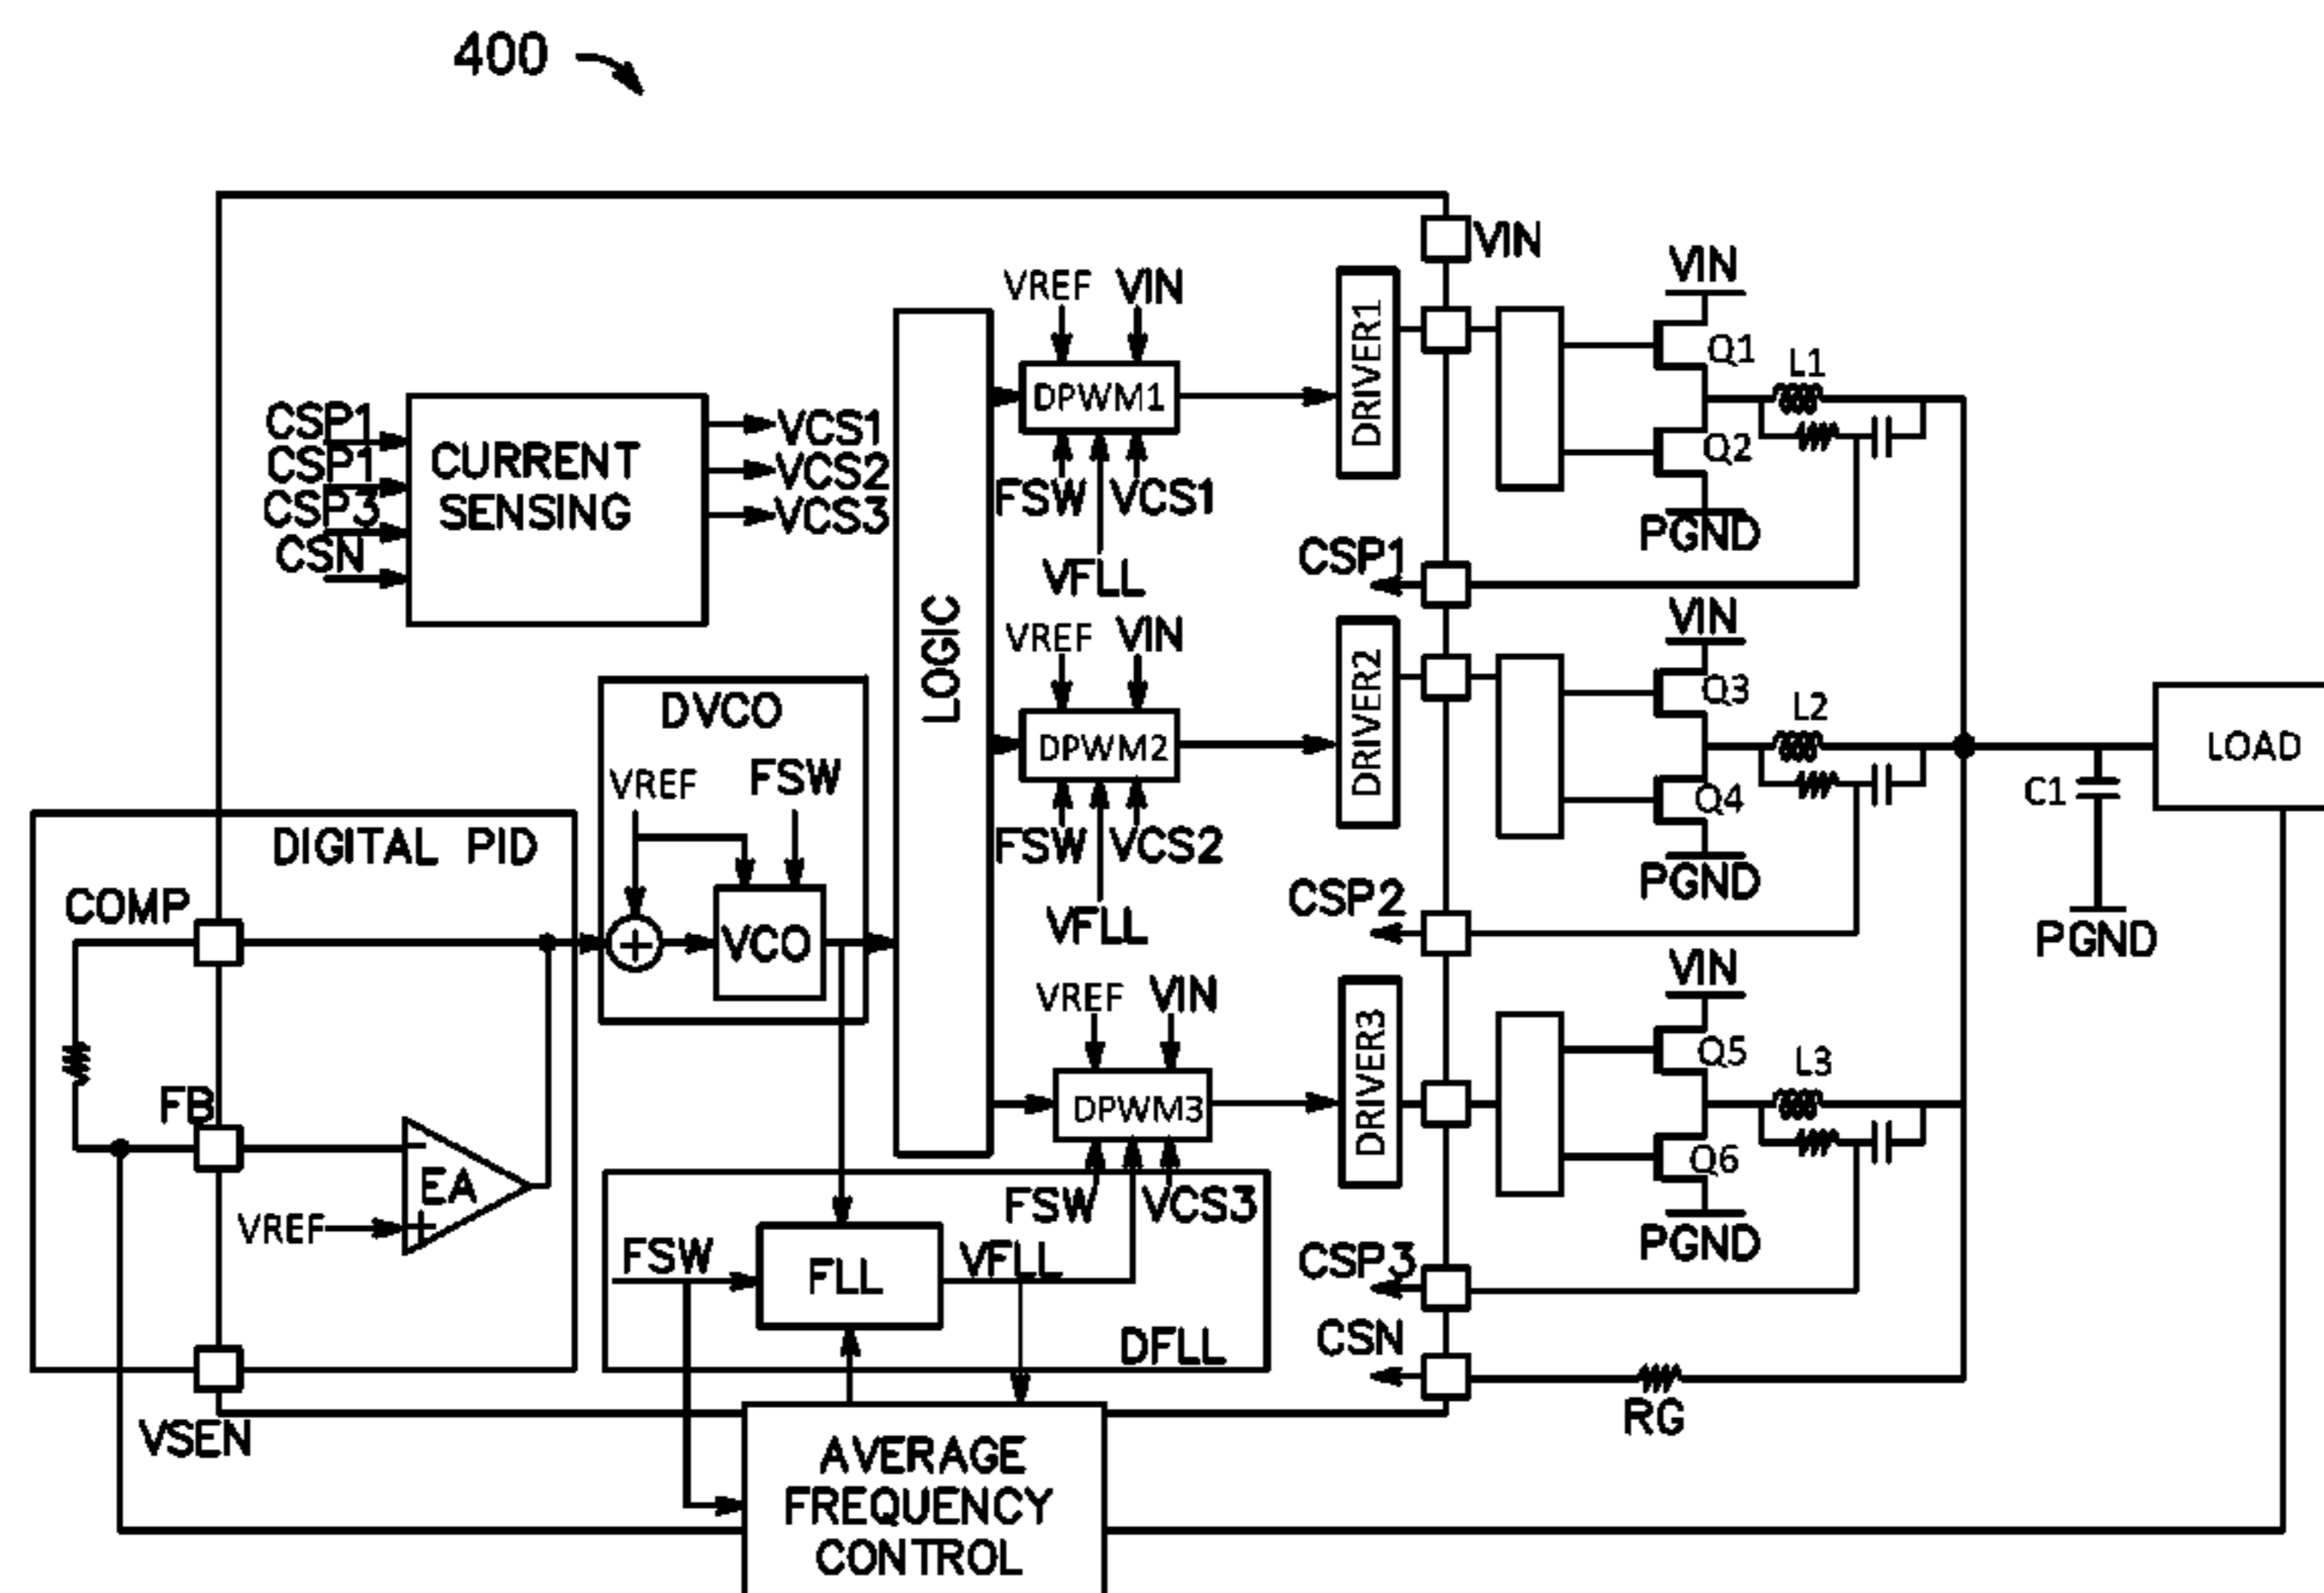 400
VIN
VREF VIN
DPWM1
FSW VCS1
VFLL
DRIVER1
VIN
Q1
L1
Q2
PGND
CSP1
CSP1
CSP3
CSN
CURRENT
SENSING
VCS1
VCS2
VCS3
LOGIC
CSP1
VREF VIN
DPWM2
FSW VCS2
VFLL
DRIVER2
VIN
Q3
L2
Q4
PGND
CSP2
C1
PGND
LOAD
DVCO
VREF FSW
+
VCO
DIGITAL PID
COMP
FB
EA
−
+
VREF
VSEN
VREF VIN
DPWM3
FSW VCS3
DRIVER3
VIN
Q5
L3
Q6
PGND
CSP3
CSN
RG
FSW
FLL
VFLL
DFLL
AVERAGE
FREQUENCY
CONTROL